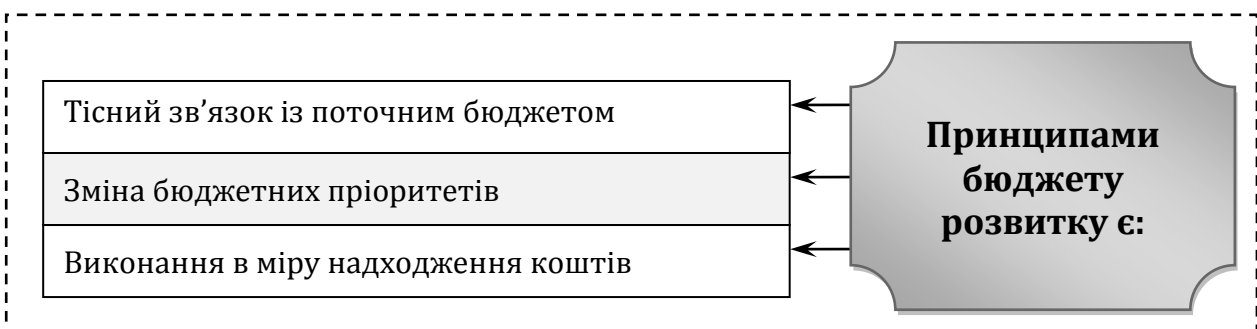 Тісний зв’язок із поточним бюджетом
Зміна бюджетних пріоритетів
Виконання в міру надходження коштів
Принципами
бюджету
розвитку є: